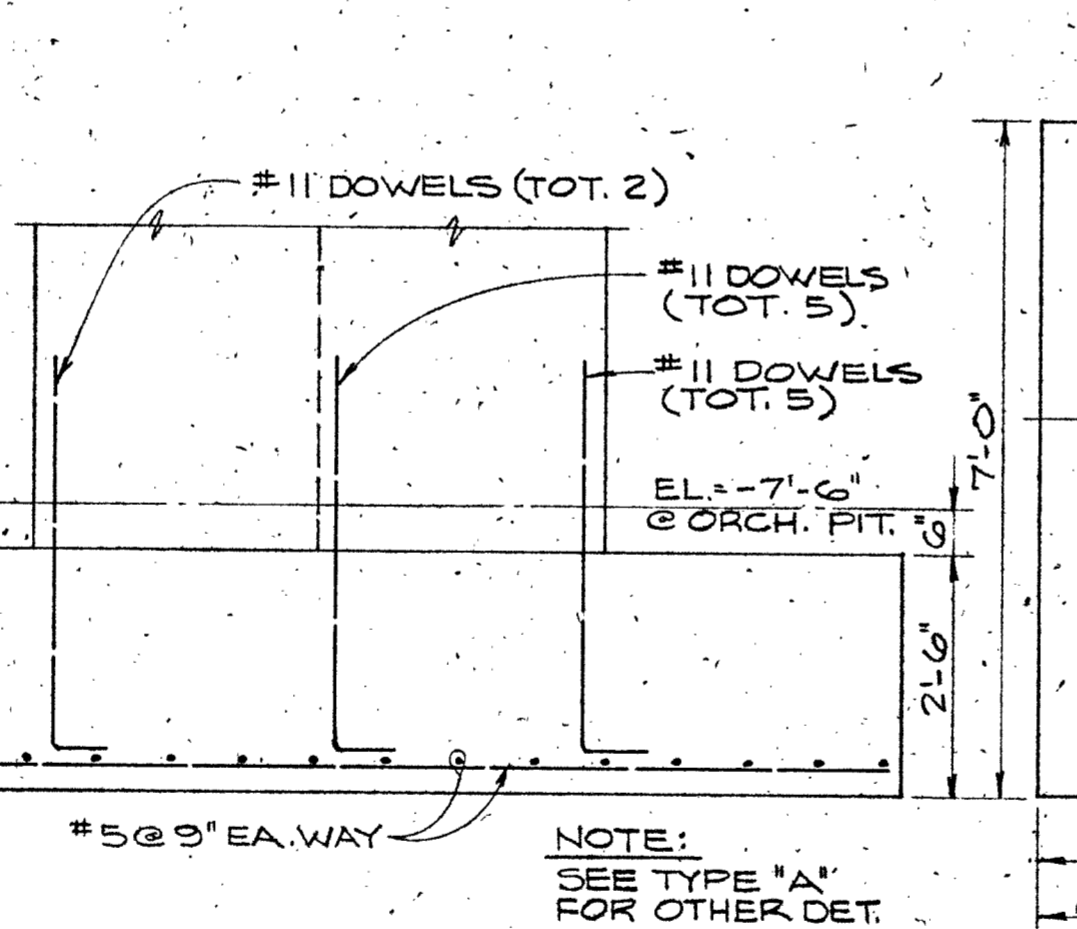 #11 DOWELS (TOT. 2)
#11 DOWELS
(TOT. 5)
#11 DOWELS
(TOT. 5)
7'-0"
EL.= -7'-6"
@ ORCH. PIT.
6"
2'-6"
#5@9" EA. WAY
NOTE:
SEE TYPE "A"
FOR OTHER DET.